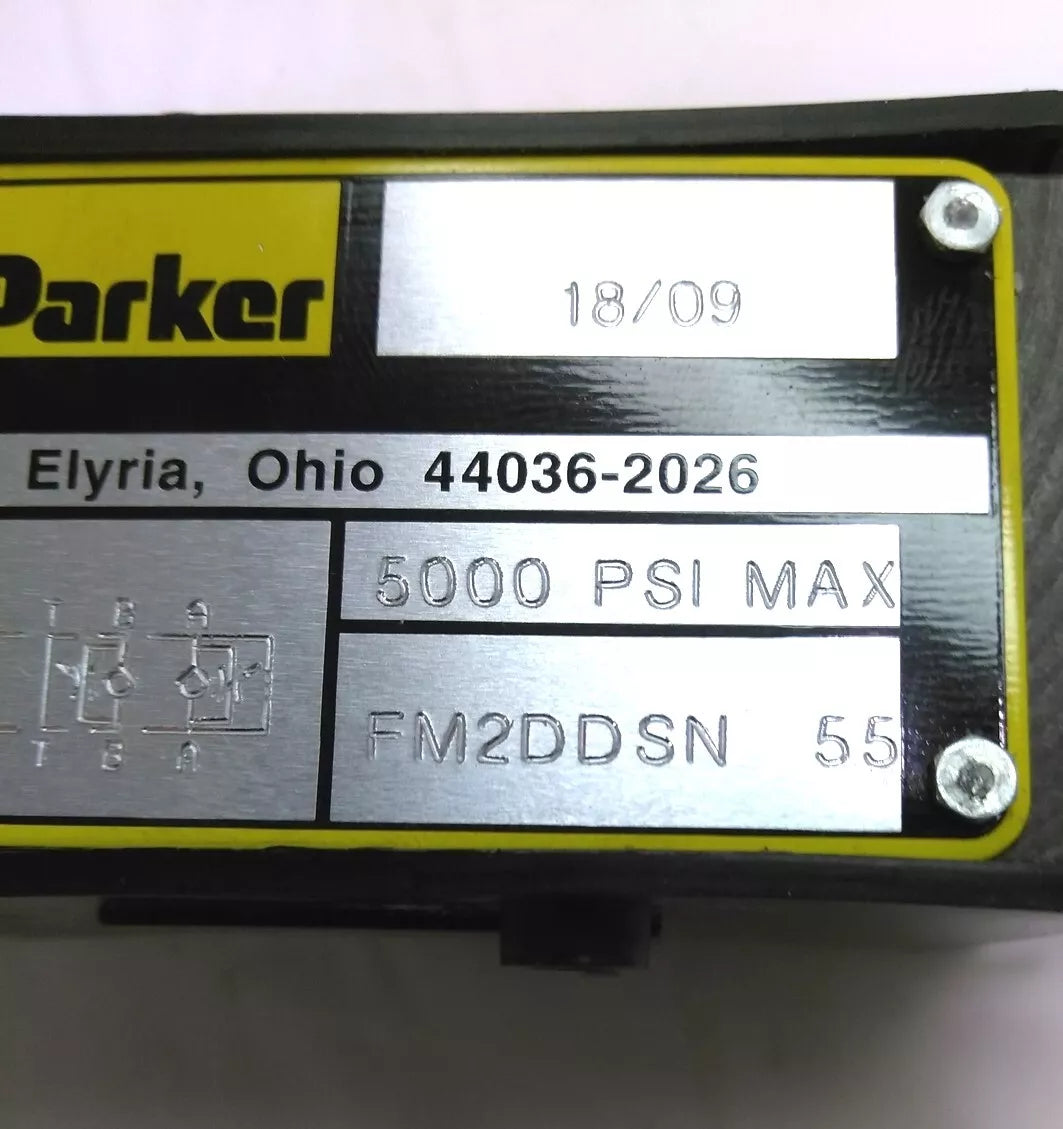 Parker
18/09
Elyria, Ohio 44036-2026
5000 PSI MAX
T B A
T B A
FM2DDSN 55